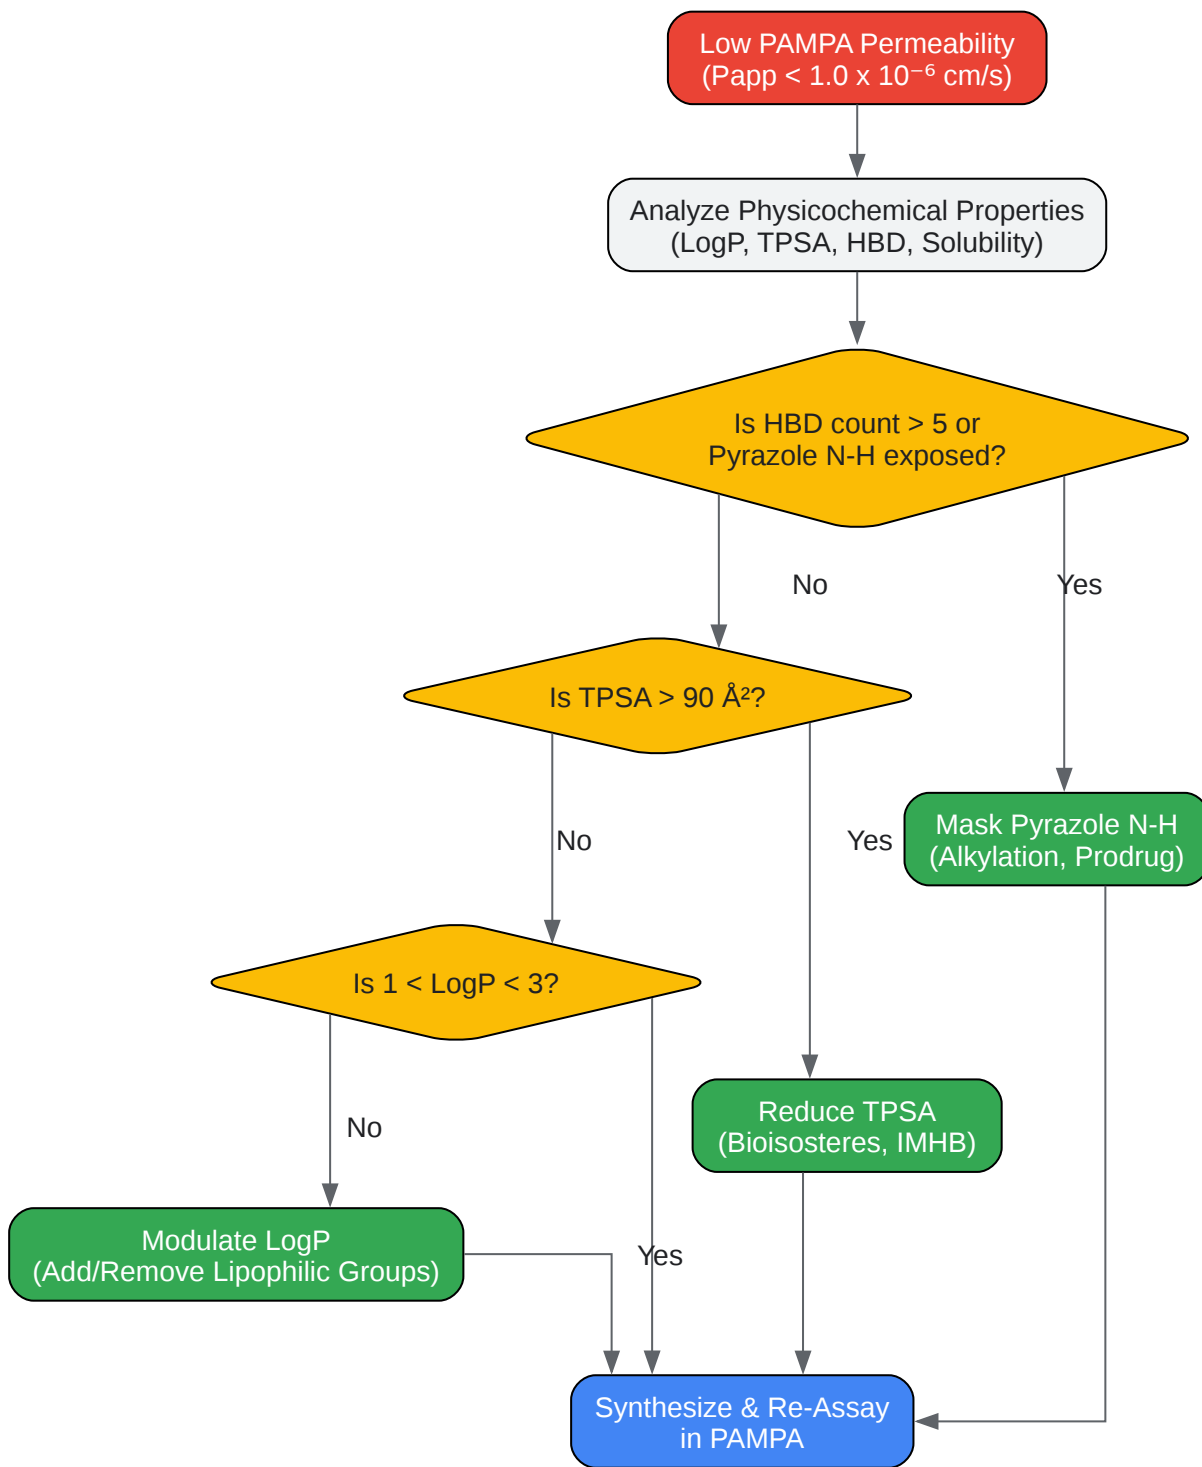 Low PAMPA Permeability
(Papp < 1.0 x 10⁻⁶ cm/s)
Analyze Physicochemical Properties
(LogP, TPSA, HBD, Solubility)
Is HBD count > 5 or
Pyrazole N-H exposed?
No
Yes
Is TPSA > 90 Å²?
No
Yes
Mask Pyrazole N-H
(Alkylation, Prodrug)
Is 1 < LogP < 3?
No
Reduce TPSA
(Bioisosteres, IMHB)
Modulate LogP
(Add/Remove Lipophilic Groups)
Yes
Synthesize & Re-Assay
in PAMPA